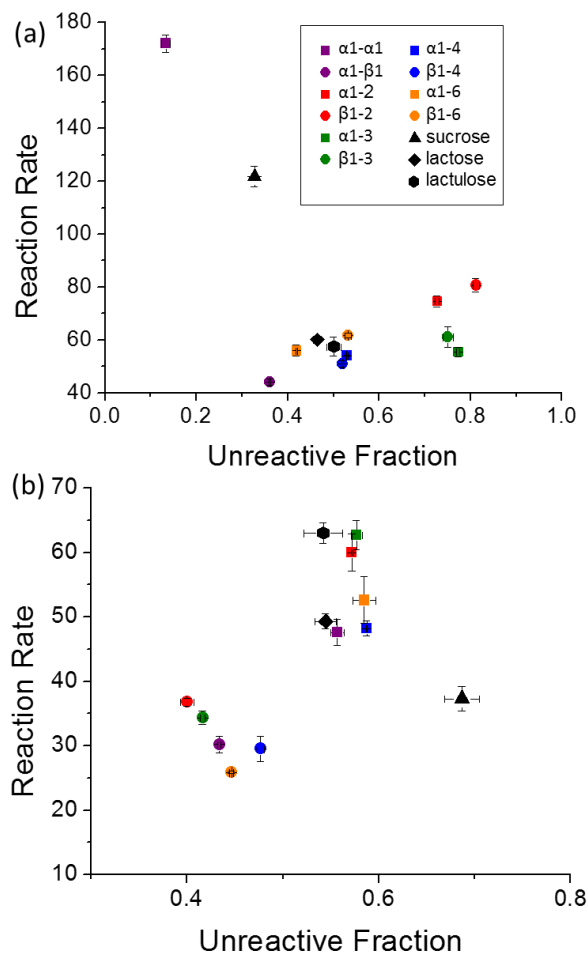 (a)
180
160
140
120
100
80
60
40
Reaction Rate
α1-α1
α1-β1
α1-2
β1-2
α1-3
β1-3
α1-4
β1-4
α1-6
β1-6
sucrose
lactose
lactulose
0.0 0.2 0.4 0.6 0.8 1.0
Unreactive Fraction
(b)
70
60
50
40
30
20
10
Reaction Rate
0.4 0.6 0.8
Unreactive Fraction